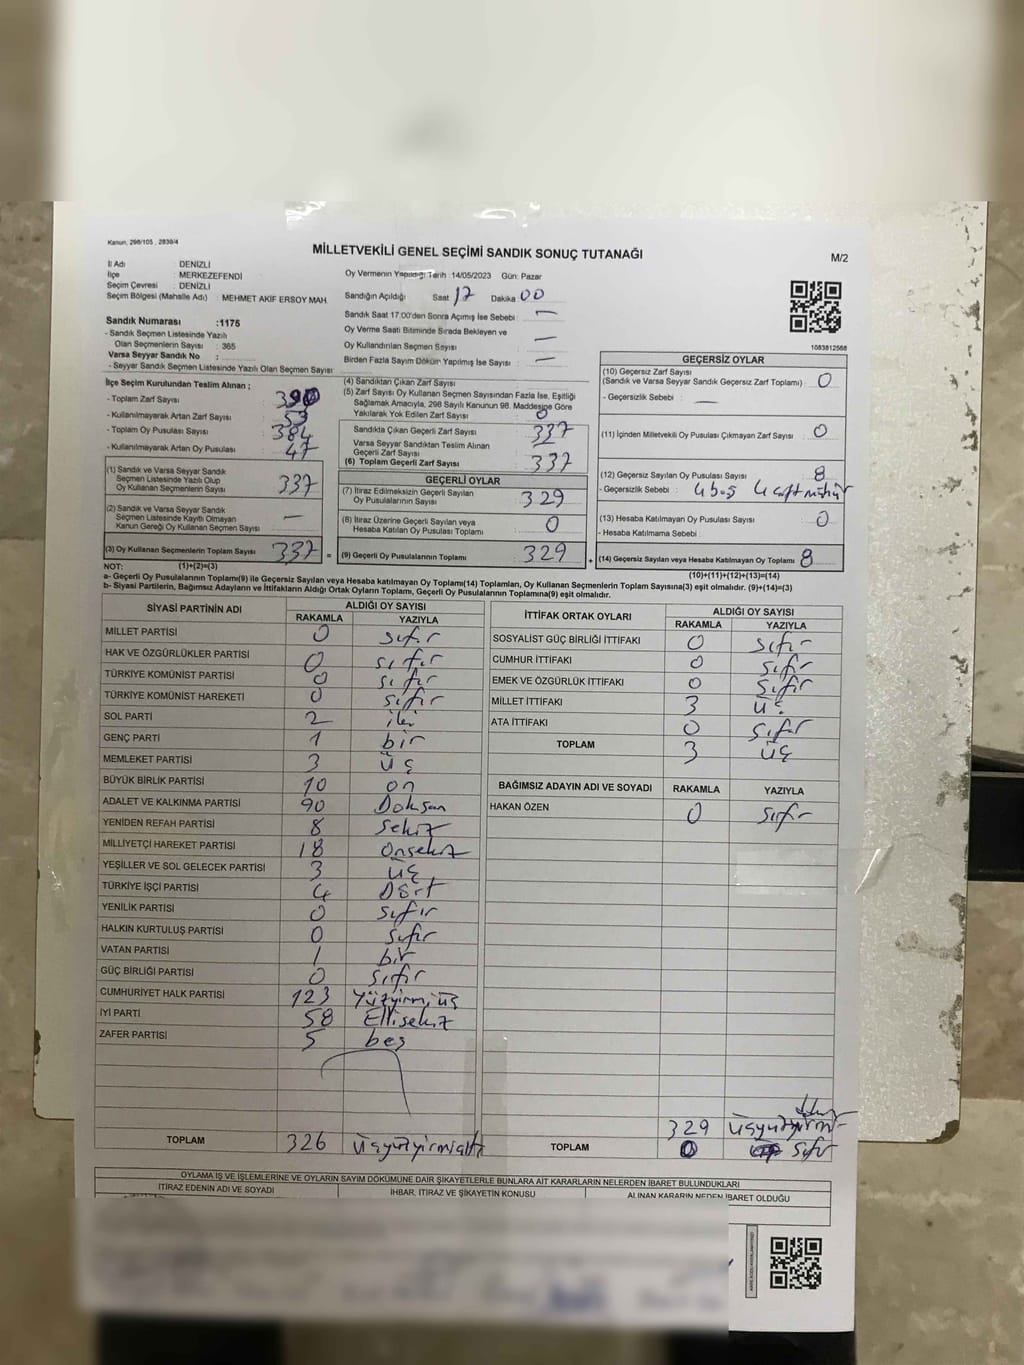 Kanun, 298/105 , 2839/4
MİLLETVEKİLİ GENEL SEÇİMİ SANDIK SONUÇ TUTANAĞI
M/2
İl Adı : DENİZLİ
İlçe : MERKEZEFENDİ
Seçim Çevresi : DENİZLİ
Seçim Bölgesi (Mahalle Adı) : MEHMET AKİF ERSOY MAH.
Oy Vermenin Yapıldığı Tarih :14/05/2023 Gün: Pazar
Sandığın Açıldığı Saat 17 Dakika 00
Sandık Saat 17.00'den Sonra Açımış İse Sebebi : —
Oy Verme Saati Bitiminde Sırada Bekleyen ve
Oy Kullandırılan Seçmen Sayısı : —
Birden Fazla Sayım Döküm Yapılmış İse Sayısı : —
Sandık Numarası :1175
- Sandık Seçmen Listesinde Yazılı
Olan Seçmenlerin Sayısı : 365
Varsa Seyyar Sandık No :
- Seyyar Sandık Seçmen Listesinde Yazılı Olan Seçmen Sayısı :
1083812568
İlçe Seçim Kurulundan Teslim Alınan ;
- Toplam Zarf Sayısı : 390
- Kullanılmayarak Artan Zarf Sayısı : 53
- Toplam Oy Pusulası Sayısı : 384
- Kullanılmayarak Artan Oy Pusulası : 47
(1) Sandık ve Varsa Seyyar Sandık
Seçmen Listesinde Yazılı Olup
Oy Kullanan Seçmenlerin Sayısı : 337
(2) Sandık ve Varsa Seyyar Sandık
Seçmen Listesinde Kayıtlı Olmayan
Kanun Gereği Oy Kullanan Seçmen Sayısı : —
(3) Oy Kullanan Seçmenlerin Toplam Sayısı : 337 =
(4) Sandıktan Çıkan Zarf Sayısı :
(5) Zarf Sayısı Oy Kullanan Seçmen Sayısından Fazla İse, Eşitliği
Sağlamak Amacıyla, 298 Sayılı Kanunun 98. Maddesine Göre
Yakılarak Yok Edilen Zarf Sayısı : 0
Sandıkta Çıkan Geçerli Zarf Sayısı : 337
Varsa Seyyar Sandıktan Teslim Alınan
Geçerli Zarf Sayısı : —
(6) Toplam Geçerli Zarf Sayısı : 337
GEÇERLİ OYLAR
(7) İtiraz Edilmeksizin Geçerli Sayılan
Oy Pusulalarının Sayısı : 329
(8) İtiraz Üzerine Geçerli Sayılan veya
Hesaba Katılan Oy Pusulası Toplamı : 0
(9) Geçerli Oy Pusulalarının Toplamı : 329 +
GEÇERSİZ OYLAR
(10) Geçersiz Zarf Sayısı
(Sandık ve Varsa Seyyar Sandık Geçersiz Zarf Toplamı) : 0
- Geçersizlik Sebebi : —
(11) İçinden Milletvekili Oy Pusulası Çıkmayan Zarf Sayısı : 0
(12) Geçersiz Sayılan Oy Pusulası Sayısı : 8
- Geçersizlik Sebebi : 4 boş 4 çift mühür
(13) Hesaba Katılmayan Oy Pusulası Sayısı : 0
- Hesaba Katılmama Sebebi :
(14) Geçersiz Sayılan veya Hesaba Katılmayan Oy Toplamı : 8
NOT: (1)+(2)=(3) (10)+(11)+(12)+(13)=(14)
a- Geçerli Oy Pusulalarının Toplamı(9) ile Geçersiz Sayılan veya Hesaba katılmayan Oy Toplamı(14) Toplamları, Oy Kullanan Seçmenlerin Toplam Sayısına(3) eşit olmalıdır. (9)+(14)=(3)
b- Siyasi Partilerin, Bağımsız Adayların ve İttifakların Aldığı Ortak Oyların Toplamı, Geçerli Oy Pusulalarının Toplamına(9) eşit olmalıdır.
SİYASİ PARTİNİN ADI ALDIĞI OY SAYISI
RAKAMLA YAZIYLA
MİLLET PARTİSİ 0 sıfır
HAK VE ÖZGÜRLÜKLER PARTİSİ 0 sıfır
TÜRKİYE KOMÜNİST PARTİSİ 0 sıfır
TÜRKİYE KOMÜNİST HAREKETİ 0 sıfır
SOL PARTİ 2 iki
GENÇ PARTİ 1 bir
MEMLEKET PARTİSİ 3 üç
BÜYÜK BİRLİK PARTİSİ 10 on
ADALET VE KALKINMA PARTİSİ 90 Doksan
YENİDEN REFAH PARTİSİ 8 sekiz
MİLLİYETÇİ HAREKET PARTİSİ 18 Onsekiz
YEŞİLLER VE SOL GELECEK PARTİSİ 3 üç
TÜRKİYE İŞÇİ PARTİSİ 4 Dört
YENİLİK PARTİSİ 0 sıfır
HALKIN KURTULUŞ PARTİSİ 0 sıfır
VATAN PARTİSİ 1 bir
GÜÇ BİRLİĞİ PARTİSİ 0 sıfır
CUMHURİYET HALK PARTİSİ 123 Yüzyirmiüç
İYİ PARTİ 58 Ellisekiz
ZAFER PARTİSİ 5 beş
TOPLAM 326 üçyüzyirmialtı
İTTİFAK ORTAK OYLARI ALDIĞI OY SAYISI
RAKAMLA YAZIYLA
SOSYALİST GÜÇ BİRLİĞİ İTTİFAKI 0 sıfır
CUMHUR İTTİFAKI 0 sıfır
EMEK VE ÖZGÜRLÜK İTTİFAKI 0 sıfır
MİLLET İTTİFAKI 3 üç
ATA İTTİFAKI 0 sıfır
TOPLAM 3 üç
BAĞIMSIZ ADAYIN ADI VE SOYADI RAKAMLA YAZIYLA
HAKAN ÖZEN 0 sıfır
329 üçyüzyirmi-
TOPLAM 0 sıfır
OYLAMA İŞ VE İŞLEMLERİNE VE OYLARIN SAYIM DÖKÜMÜNE DAİR ŞİKAYETLERLE BUNLARA AİT KARARLARIN NELERDEN İBARET BULUNDUKLARI
İTİRAZ EDENİN ADI VE SOYADI İHBAR, İTİRAZ VE ŞİKAYETİN KONUSU ALINAN KARARIN NEDEN İBARET OLDUĞU